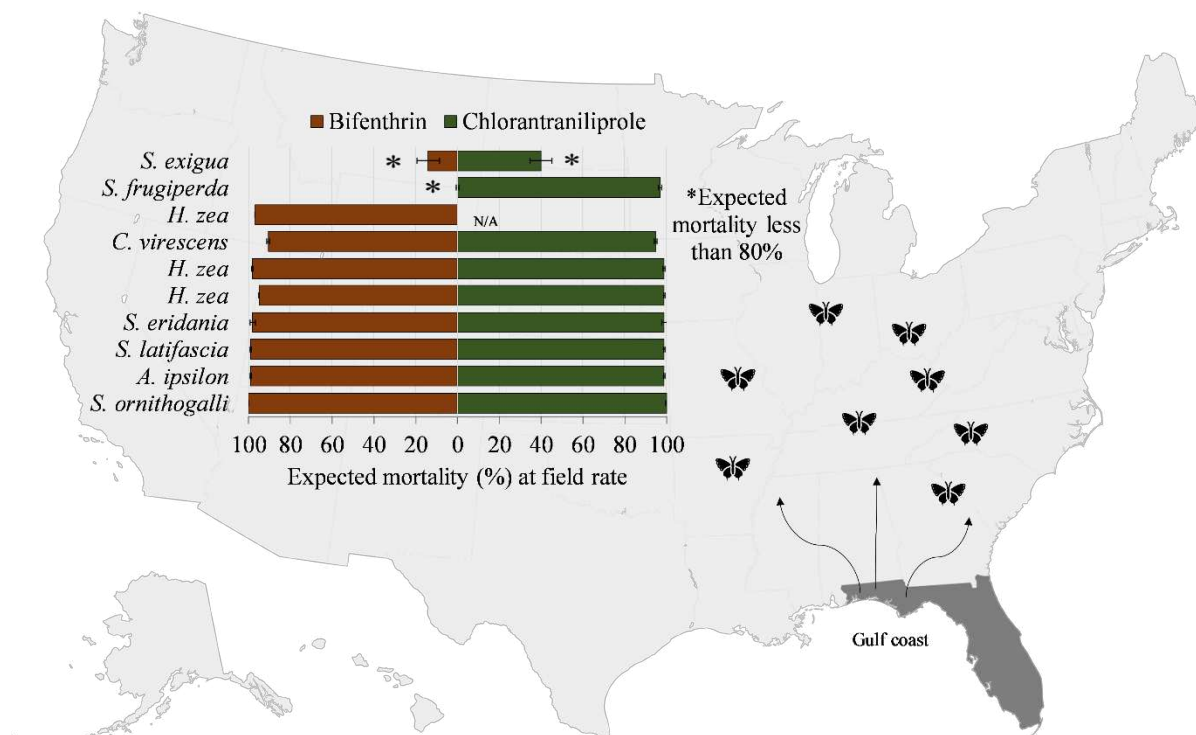 Bifenthrin Chlorantraniliprole
S. exigua * *
S. frugiperda *
H. zea N/A
C. virescens
H. zea
H. zea
S. eridania
S. latifascia
A. ipsilon
S. ornithogalli
100 80 60 40 20 0 20 40 60 80 100
Expected mortality (%) at field rate
*Expected
mortality less
than 80%
Gulf coast